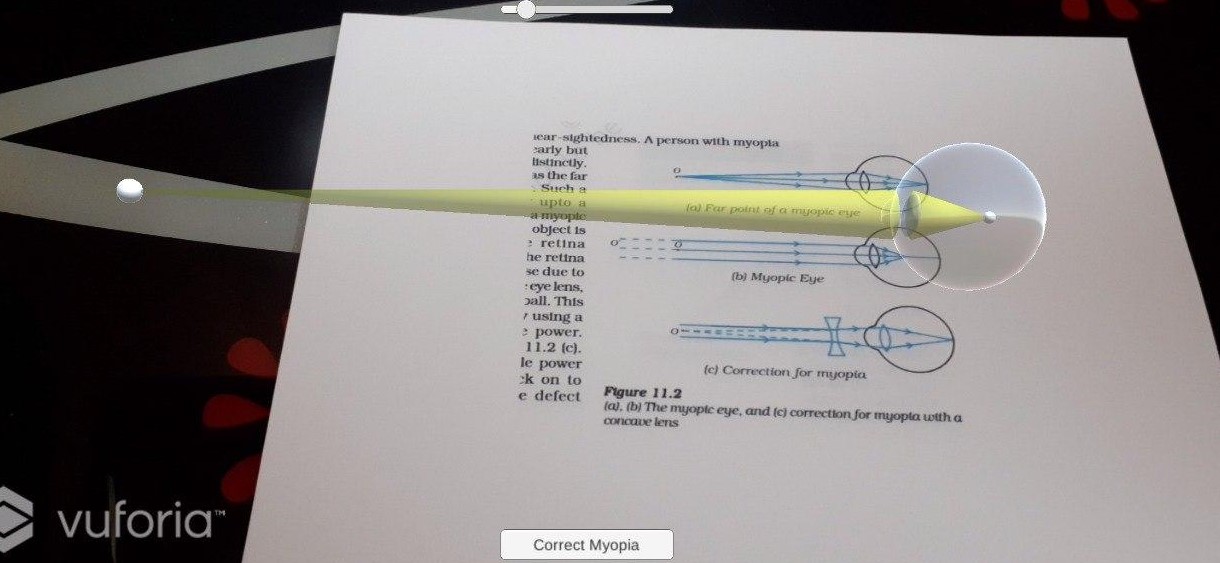 near-sightedness. A person with myopia
early but
listinctly.
as the far
. Such a
upto a
a myopic
object is
retina
he retina
se due to
eye lens,
ball. This
using a
power.
11.2 (c).
le power
ck on to
e defect
O
(a) Far point of a myopic eye
O'
O
(b) Myopic Eye
O
(c) Correction for myopia
Figure 11.2
(a), (b) The myopic eye, and (c) correction for myopia with a
concave lens
vuforia™
Correct Myopia